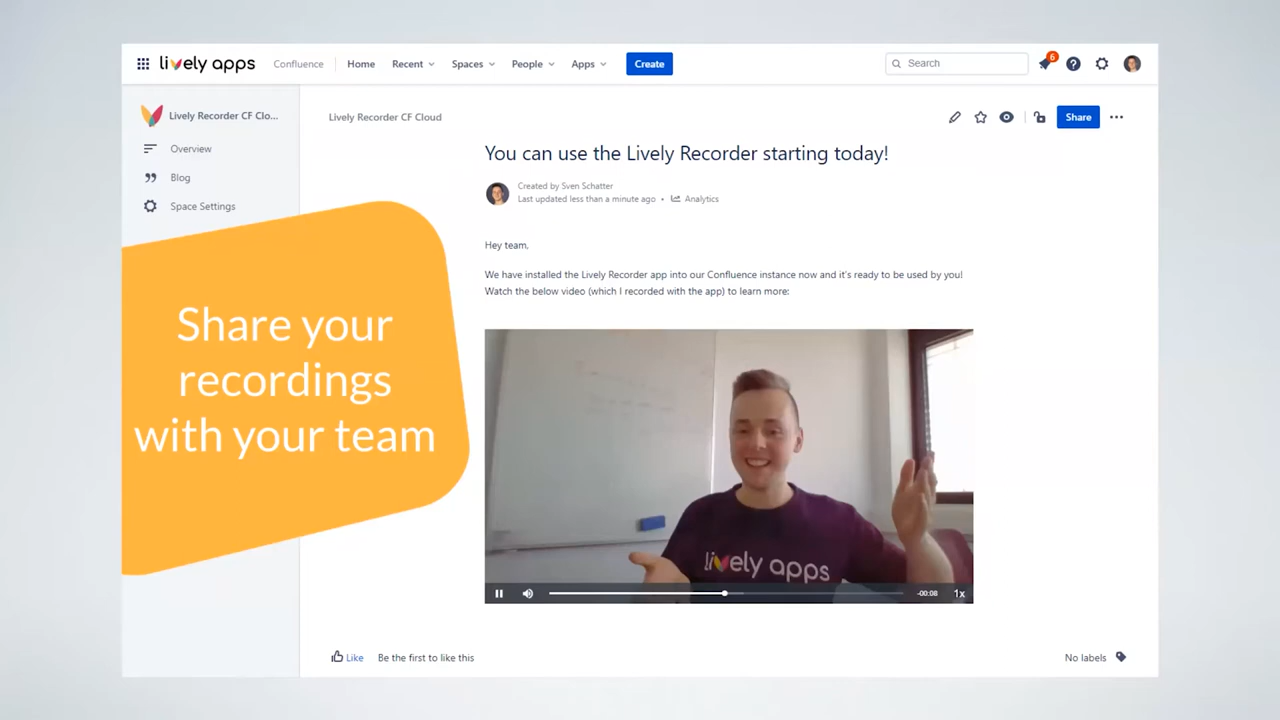 lively apps Confluence Home Recent Spaces People Apps Create Search 6
Lively Recorder CF Clo...
Overview
Blog
Space Settings
Share your
recordings
with your team
Lively Recorder CF Cloud
Share
You can use the Lively Recorder starting today!
Created by Sven Schatter
Last updated less than a minute ago • Analytics
Hey team,
We have installed the Lively Recorder app into our Confluence instance now and it's ready to be used by you!
Watch the below video (which I recorded with the app) to learn more:
lively apps
-00:08 1x
Like Be the first to like this
No labels